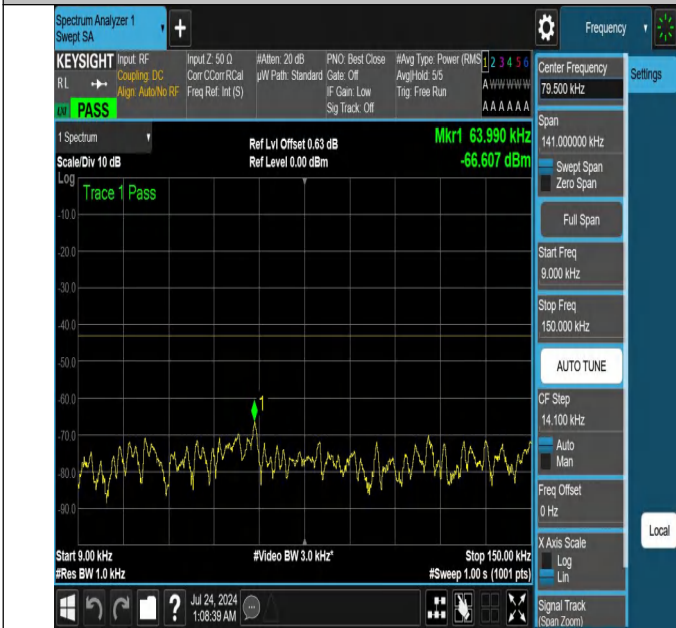 Spectrum Analyzer 1
Swept SA
+
Frequency
KEYSIGHT
RL
PASS
Input: RF
Coupling: DC
Align: Auto/No RF
Input Z: 50 Ω
Corr CCorr RCal
Freq Ref: Int (S)
#Atten: 20 dB
µW Path: Standard
PNO: Best Close
Gate: Off
IF Gain: Low
Sig Track: Off
#Avg Type: Power (RMS
Avg|Hold: 5/5
Trig: Free Run
1 2 3 4 5 6
A W W W W W
A A A A A A
1 Spectrum
Scale/Div 10 dB
Ref Lvl Offset 0.63 dB
Ref Level 0.00 dBm
Mkr1 63.990 kHz
-66.607 dBm
Log
Trace 1 Pass
-10.0
-20.0
-30.0
-40.0
-60.0
-70.0
-80.0
-90.0
1
Start 9.00 kHz
#Res BW 1.0 kHz
#Video BW 3.0 kHz*
Stop 150.00 kHz
#Sweep 1.00 s (1001 pts)
?
Jul 24, 2024
1:08:39 AM
Center Frequency
79.500 kHz
Settings
Span
141.000000 kHz
Swept Span
Zero Span
Full Span
Start Freq
9.000 kHz
Stop Freq
150.000 kHz
AUTO TUNE
CF Step
14.100 kHz
Auto
Man
Freq Offset
0 Hz
X Axis Scale
Log
Lin
Local
Signal Track
(Span Zoom)